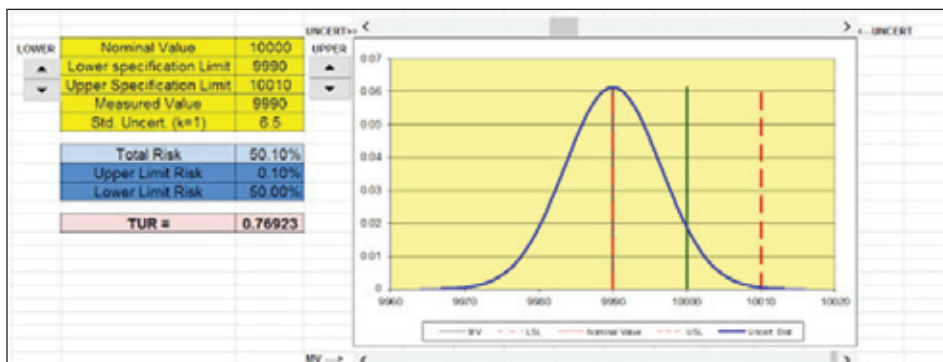 UNCERT>> < > <--UNCERT
LOWER UPPER
Nominal Value 10000
Lower specification Limit 9990
Upper Specification Limit 10010
Measured Value 9990
Std. Uncert. (k=1) 6.5
Total Risk 50.10%
Upper Limit Risk 0.10%
Lower Limit Risk 50.00%
TUR = 0.76923
0.07
0.06
0.05
0.04
0.03
0.02
0.01
0
9960 9970 9980 9990 10000 10010 10020
MV LSL Nominal Value USL Uncert. Dist
MV ---> < >